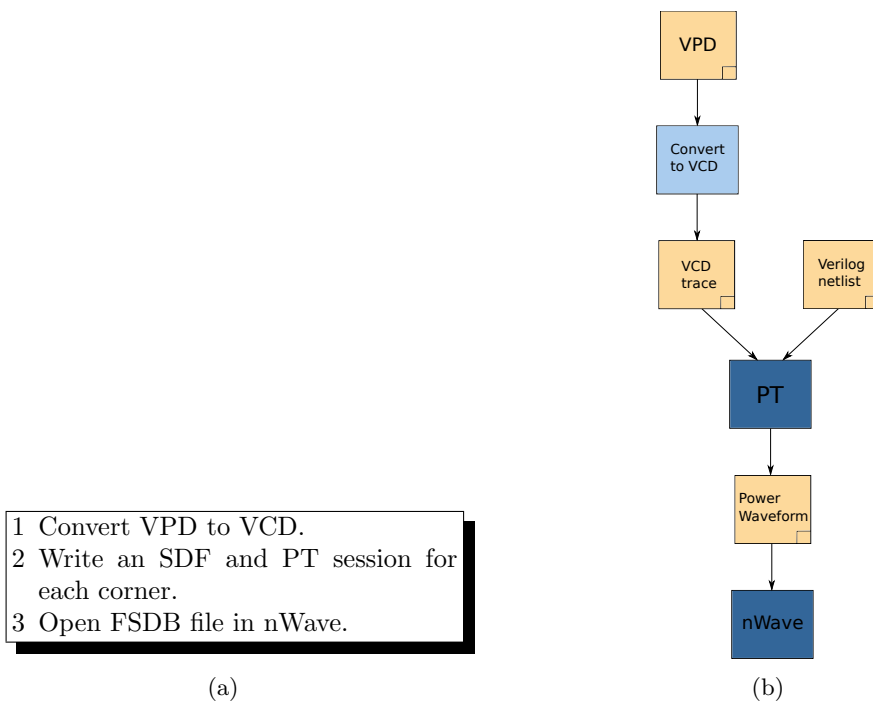 1 Convert VPD to VCD.
2 Write an SDF and PT session for
each corner.
3 Open FSDB file in nWave.
(a)
VPD
Convert
to VCD
VCD
trace
Verilog
netlist
PT
Power
Waveform
nWave
(b)